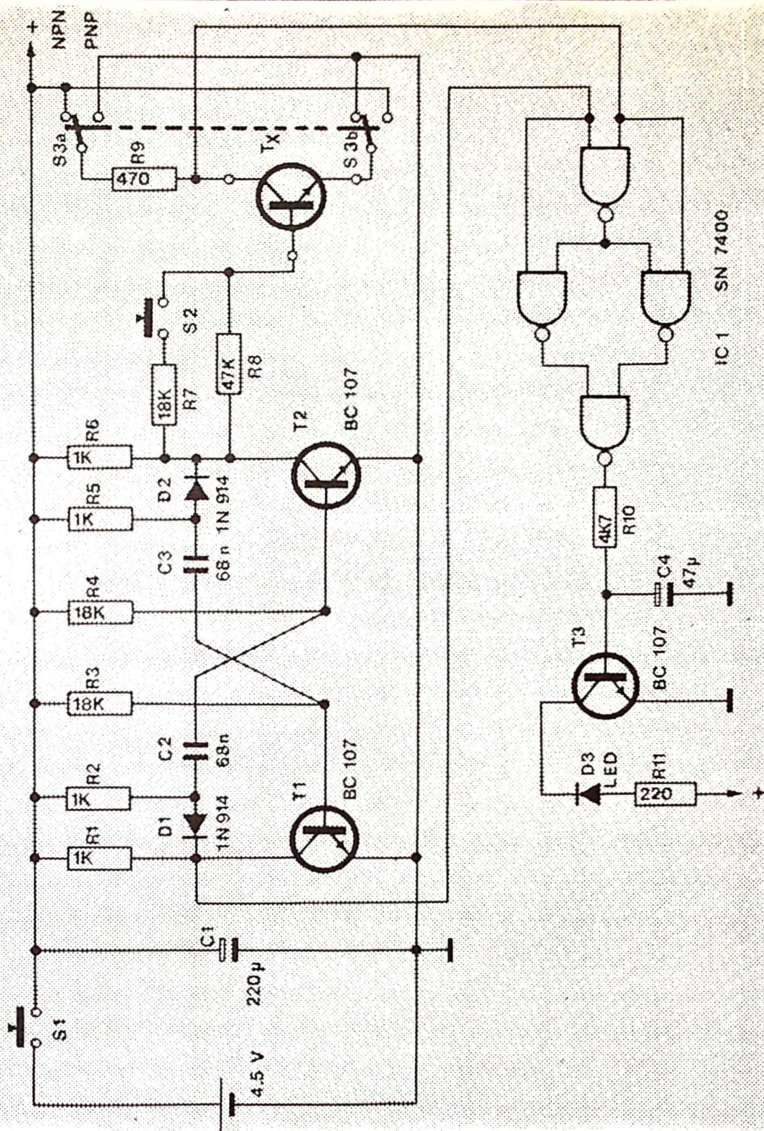 +
NPN
PNP
S3a
S3b
R9
470
Tx
S2
R7
18K
R8
47K
R6
1K
R5
1K
R4
18K
R3
18K
R2
1K
R1
1K
D2
1N 914
C3
68n
C2
68n
D1
1N 914
T2
BC 107
T1
BC 107
C1
220µ
S1
4.5 V
IC 1 SN 7400
R10
4K7
C4
47µ
T3
BC 107
D3
LED
R11
220
+